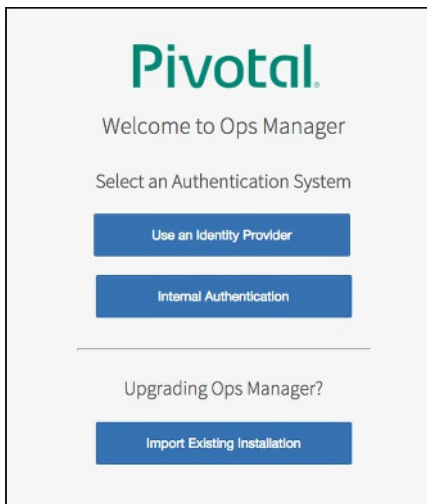 Pivotal.
Welcome to Ops Manager
Select an Authentication System
Use an Identity Provider
Internal Authentication
Upgrading Ops Manager?
Import Existing Installation